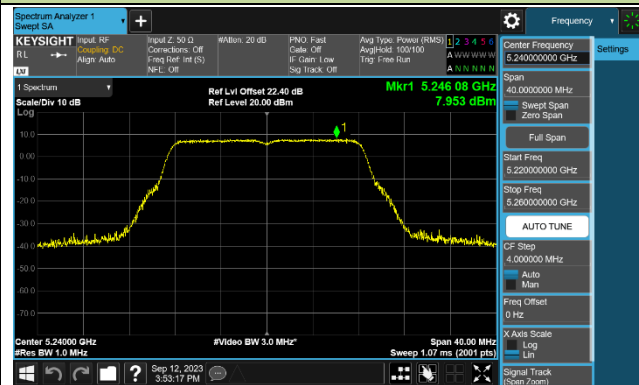 Spectrum Analyzer 1
Swept SA
Frequency
KEYSIGHT
RL
LXI
Input: RF
Coupling: DC
Align: Auto
Input Z: 50 Ω
Corrections: Off
Freq Ref: Int (S)
NFE: Off
#Atten: 20 dB
PNO: Fast
Gate: Off
IF Gain: Low
Sig Track: Off
Avg Type: Power (RMS)
Avg|Hold: 100/100
Trig: Free Run
1 2 3 4 5 6
A W W W W W
A N N N N N
1 Spectrum
Scale/Div 10 dB
Log
Ref Lvl Offset 22.40 dB
Ref Level 20.00 dBm
Mkr1 5.246 08 GHz
7.953 dBm
1
10.0
0.00
-10.0
-20.0
-30.0
-40.0
-50.0
-60.0
-70.0
Center 5.24000 GHz
#Res BW 1.0 MHz
#Video BW 3.0 MHz*
Span 40.00 MHz
Sweep 1.07 ms (2001 pts)
Center Frequency
5.240000000 GHz
Settings
Span
40.0000000 MHz
Swept Span
Zero Span
Full Span
Start Freq
5.220000000 GHz
Stop Freq
5.260000000 GHz
AUTO TUNE
CF Step
4.000000 MHz
Auto
Man
Freq Offset
0 Hz
X Axis Scale
Log
Lin
Signal Track
(Span Zoom)
Sep 12, 2023
3:53:17 PM